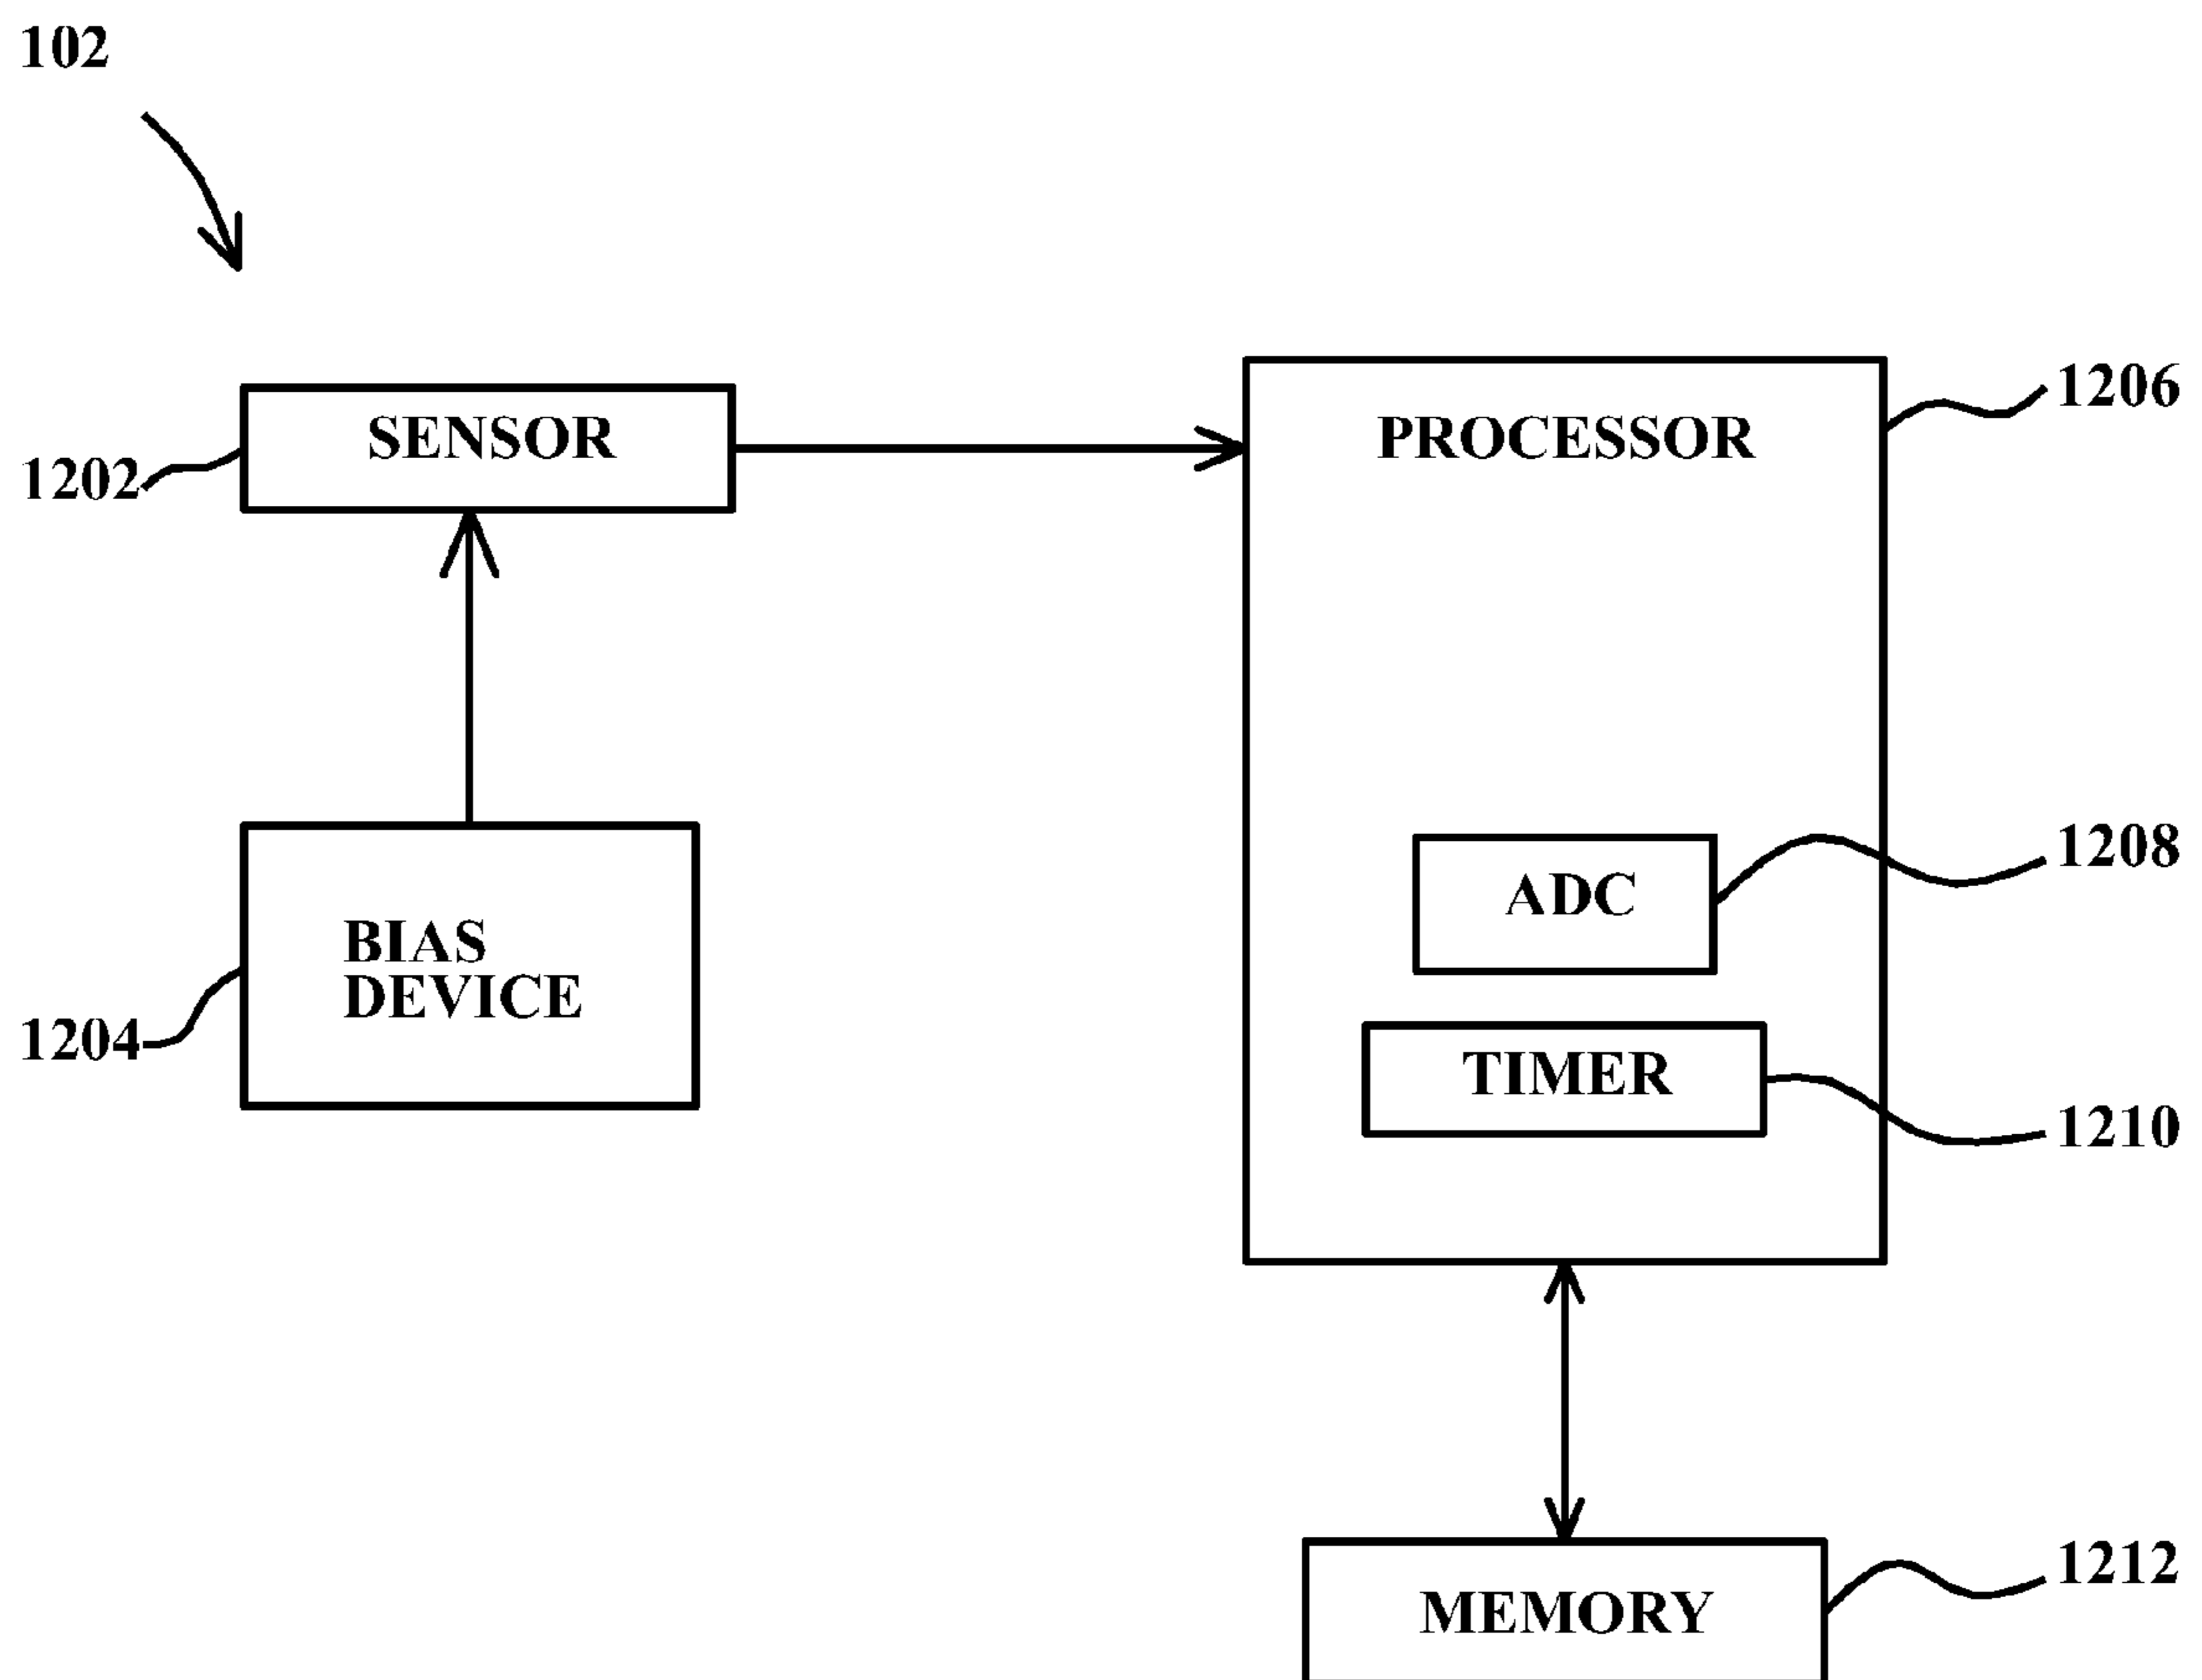 102
SENSOR
PROCESSOR
1206
1202
ADC
1208
BIAS
DEVICE
1204
TIMER
1210
MEMORY
1212